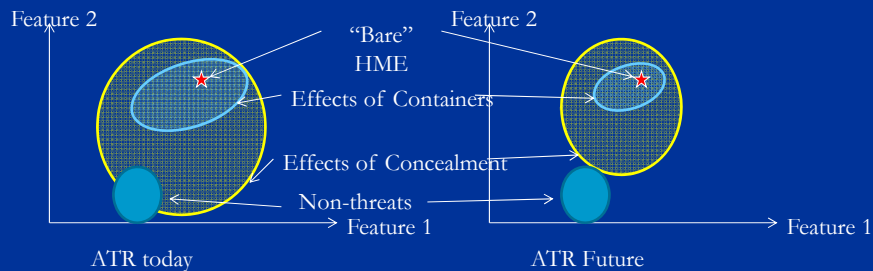 Feature 2
Feature 2
“Bare”
HME
Effects of Containers
Effects of Concealment
Non-threats
Feature 1
Feature 1
ATR today
ATR Future